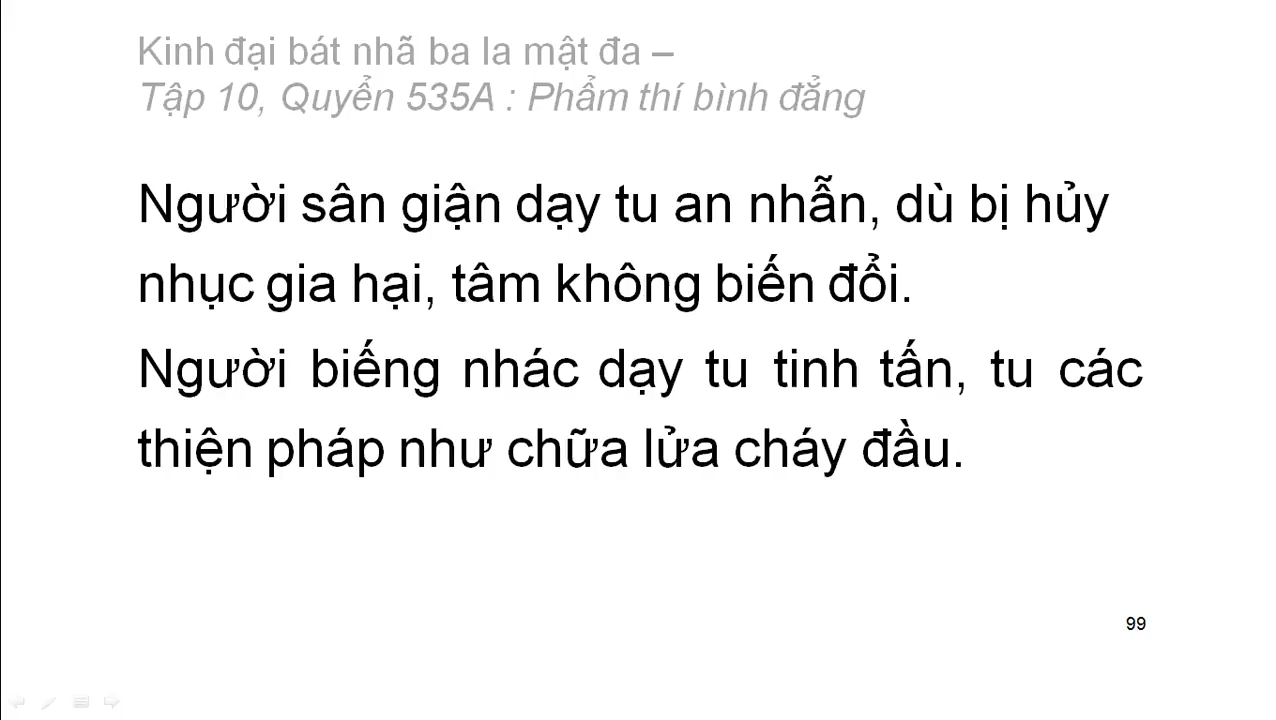 Kinh đại bát nhã ba la mật đa –
Tập 10, Quyển 535A : Phẩm thí bình đẳng
Người sân giận dạy tu an nhẫn, dù bị hủy
nhục gia hại, tâm không biến đổi.
Người biếng nhác dạy tu tinh tấn, tu các
thiện pháp như chữa lửa cháy đầu.
99